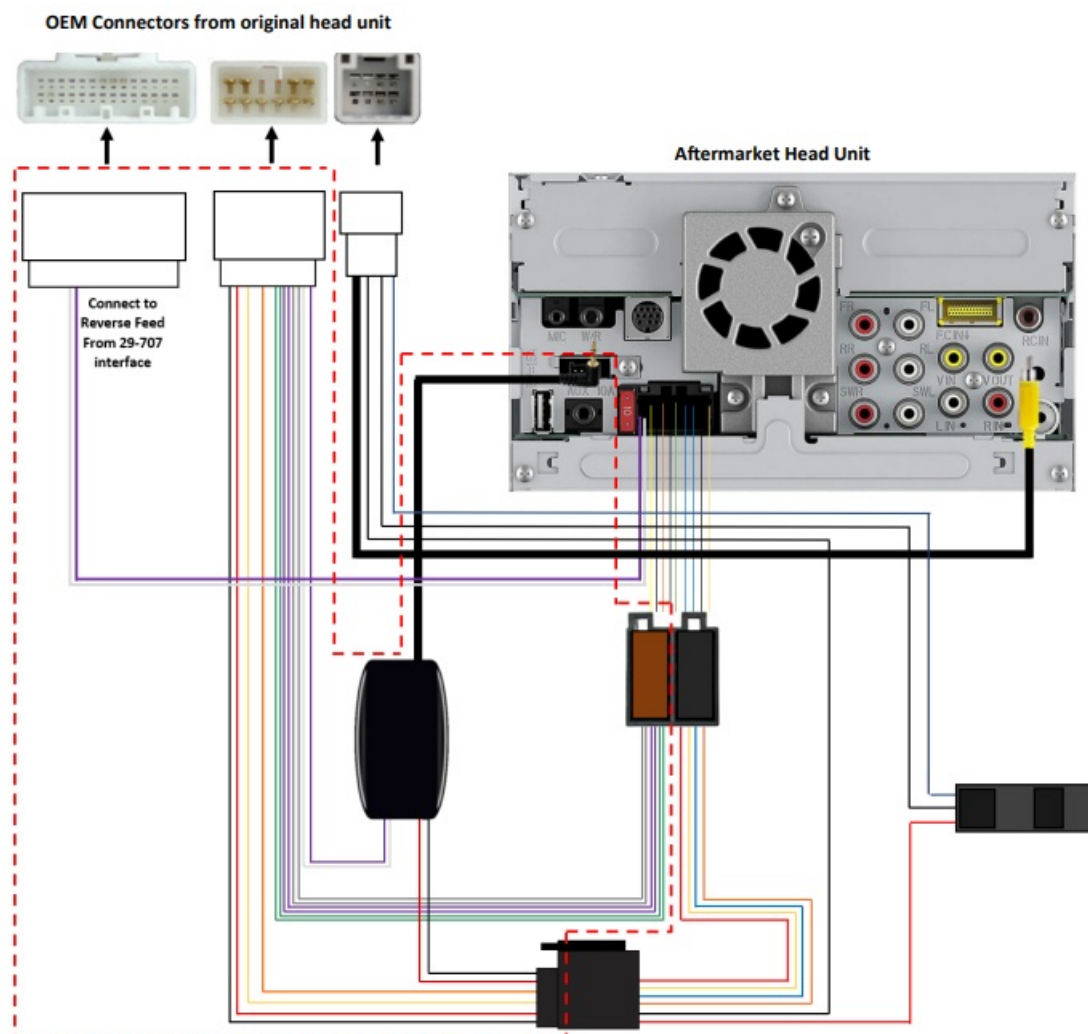 OEM Connectors from original head unit
Aftermarket Head Unit
Connect to
Reverse Feed
From 29-707
interface
MIC
W/R
FR
FL
RR
RL
SWR
SWL
RC IN
V IN
V OUT
L IN
R IN
AUX
10A
10